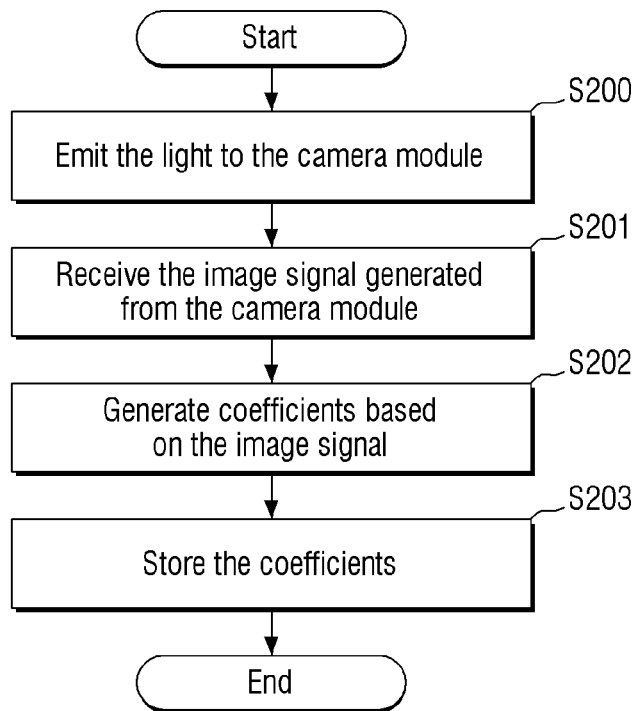 Start
S200
Emit the light to the camera module
S201
Receive the image signal generated
from the camera module
S202
Generate coefficients based
on the image signal
S203
Store the coefficients
End